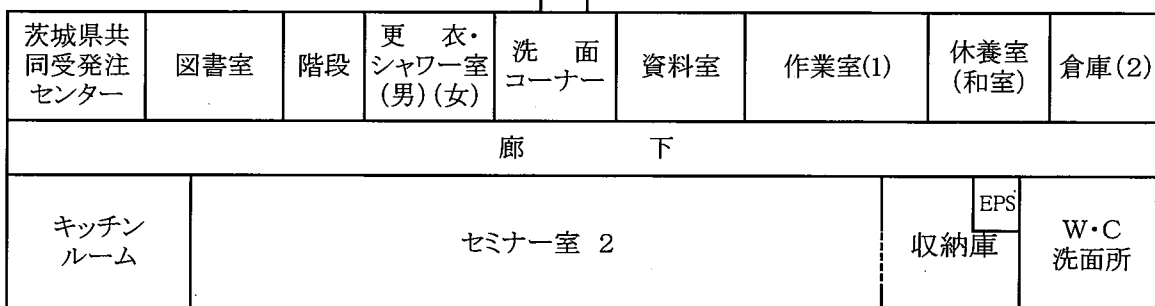 茨城県共
同受発注
センター
図書室
階段
更 衣・
シャワー室
(男)(女)
洗 面
コーナー
資料室
作業室(1)
休養室
(和室)
倉庫(2)
廊 下
キッチン
ルーム
セミナー室 2
収納庫
EPS
W・C
洗面所